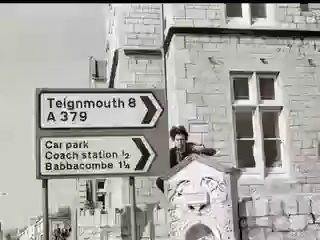 Teignmouth 8
A 379
Car park
Coach station ½
Babbacombe 1¼